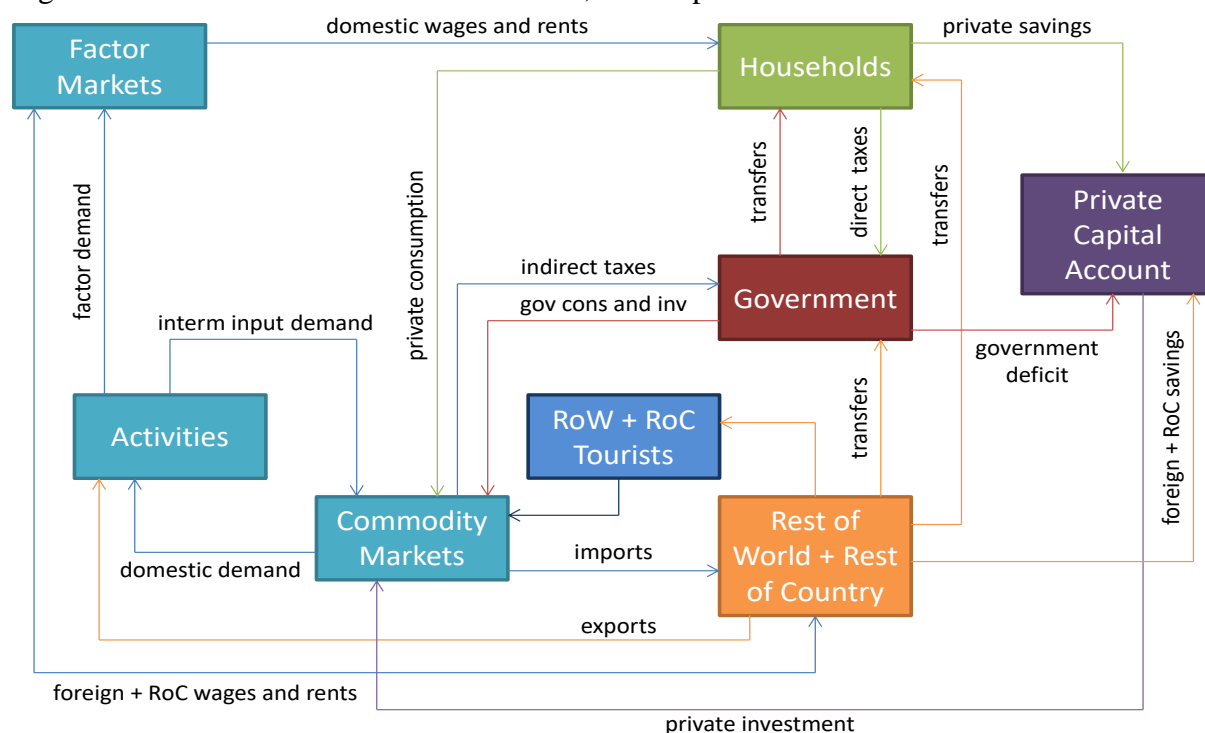 domestic wages and rents
private savings
Factor
Markets
Households
factor demand
private consumption
transfers
direct taxes
transfers
Private
Capital
Account
indirect taxes
Government
gov cons and inv
interm input demand
government
deficit
foreign + RoC savings
transfers
Activities
RoW + RoC
Tourists
Commodity
Markets
Rest of
World + Rest
of Country
imports
domestic demand
exports
foreign + RoC wages and rents
private investment